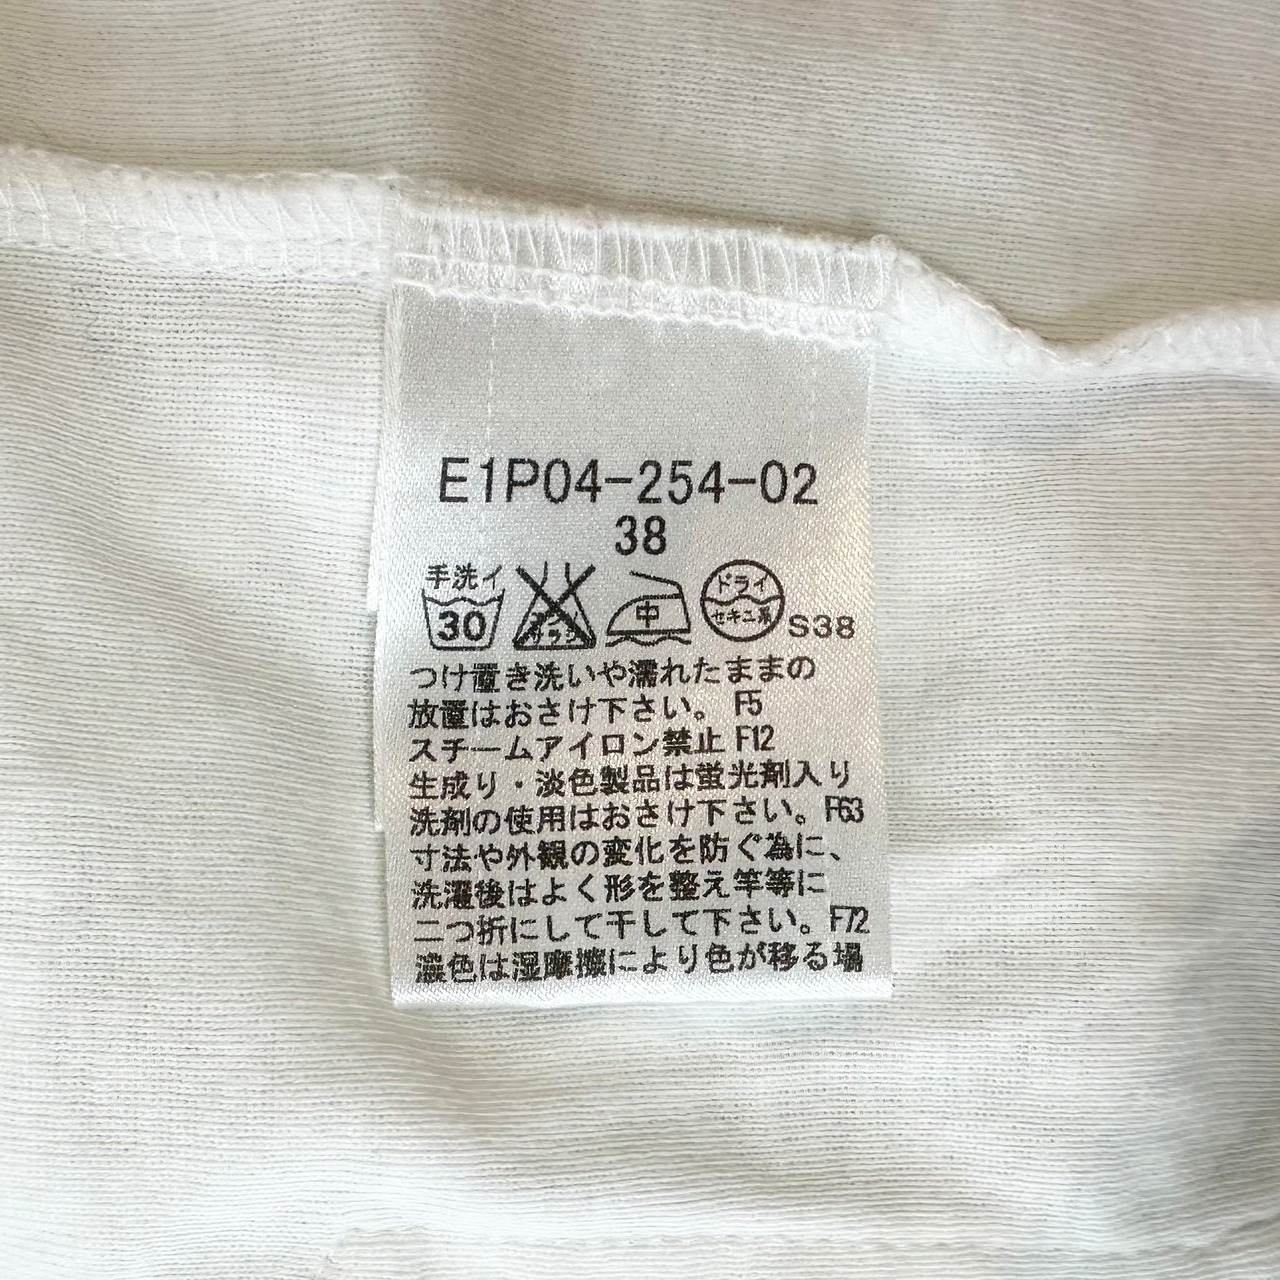 E1P04-254-02
38
手洗イ
30
エンソ
サラシ
中
ドライ
セキユ系
S38
つけ置き洗いや濡れたままの
放置はおさけ下さい。 F5
スチームアイロン禁止 F12
生成り・淡色製品は蛍光剤入り
洗剤の使用はおさけ下さい。F63
寸法や外観の変化を防ぐ為に、
洗濯後はよく形を整え竿等に
二つ折にして干して下さい。F72
濃色は湿摩擦により色が移る場